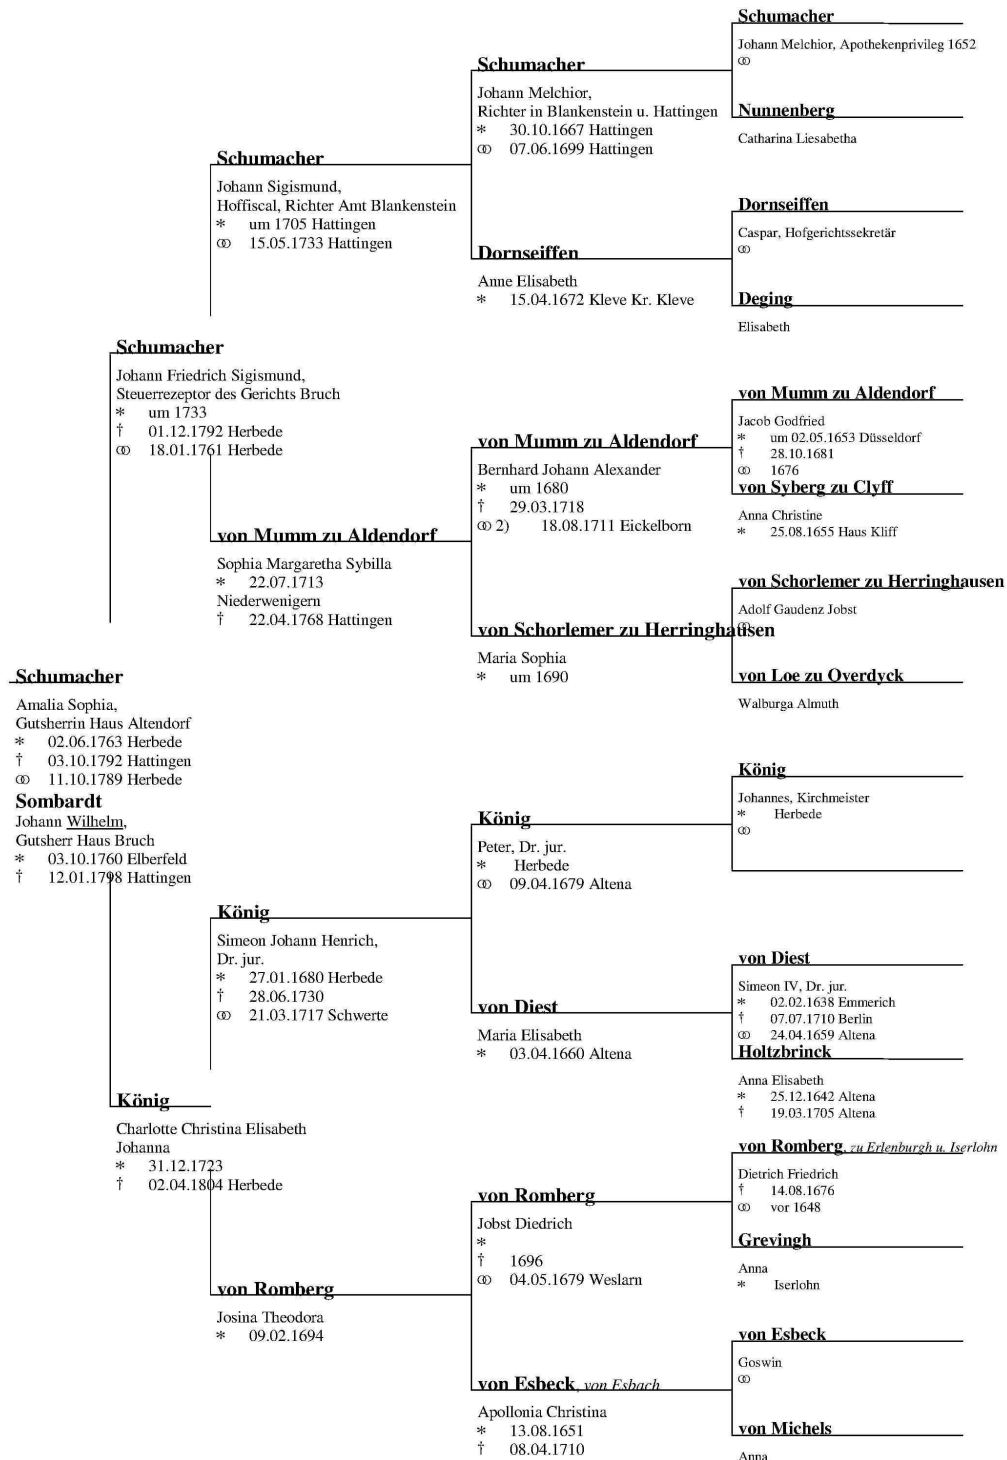 Schumacher
Amalia Sophia,
Gutsherrin Haus Altendorf
* 02.06.1763 Herbede
† 03.10.1792 Hattingen
⚭ 11.10.1789 Herbede
Sombardt
Johann Wilhelm,
Gutsherr Haus Bruch
* 03.10.1760 Elberfeld
† 12.01.1798 Hattingen
Schumacher
Johann Friedrich Sigismund,
Steuerrezeptor des Gerichts Bruch
* um 1733
† 01.12.1792 Herbede
⚭ 18.01.1761 Herbede
König
Charlotte Christina Elisabeth
Johanna
* 31.12.1723
† 02.04.1804 Herbede
Schumacher
Johann Sigismund,
Hoffiscal, Richter Amt Blankenstein
* um 1705 Hattingen
⚭ 15.05.1733 Hattingen
von Mumm zu Aldendorf
Sophia Margaretha Sybilla
* 22.07.1713
Niederwenigern
† 22.04.1768 Hattingen
König
Simeon Johann Henrich,
Dr. jur.
* 27.01.1680 Herbede
† 28.06.1730
⚭ 21.03.1717 Schwerte
von Romberg
Josina Theodora
* 09.02.1694
Schumacher
Johann Melchior,
Richter in Blankenstein u. Hattingen
* 30.10.1667 Hattingen
⚭ 07.06.1699 Hattingen
Dornseiffen
Anne Elisabeth
* 15.04.1672 Kleve Kr. Kleve
von Mumm zu Aldendorf
Bernhard Johann Alexander
* um 1680
† 29.03.1718
⚭ 2) 18.08.1711 Eickelborn
von Schorlemer zu Herringhausen
Maria Sophia
* um 1690
König
Peter, Dr. jur.
* Herbede
⚭ 09.04.1679 Altena
von Diest
Maria Elisabeth
* 03.04.1660 Altena
von Romberg
Jobst Diedrich
*
† 1696
⚭ 04.05.1679 Weslarn
von Esbeck, von Esbach
Apollonia Christina
* 13.08.1651
† 08.04.1710
Schumacher
Johann Melchior, Apothekenprivileg 1652
⚭
Nunnenberg
Catharina Liesabetha
Dornseiffen
Caspar, Hofgerichtssekretär
⚭
Deging
Elisabeth
von Mumm zu Aldendorf
Jacob Godfried
* um 02.05.1653 Düsseldorf
† 28.10.1681
⚭ 1676
von Syberg zu Clyff
Anna Christine
* 25.08.1655 Haus Kliff
von Schorlemer zu Herringhausen
Adolf Gaudenz Jobst
⚭
von Loe zu Overdyck
Walburga Almuth
König
Johannes, Kirchmeister
* Herbede
⚭
von Diest
Simeon IV, Dr. jur.
* 02.02.1638 Emmerich
† 07.07.1710 Berlin
⚭ 24.04.1659 Altena
Holtzbrinck
Anna Elisabeth
* 25.12.1642 Altena
† 19.03.1705 Altena
von Romberg, zu Erlenburgh u. Iserlohn
Dietrich Friedrich
† 14.08.1676
⚭ vor 1648
Grevingh
Anna
* Iserlohn
von Esbeck
Goswin
⚭
von Michels
Anna